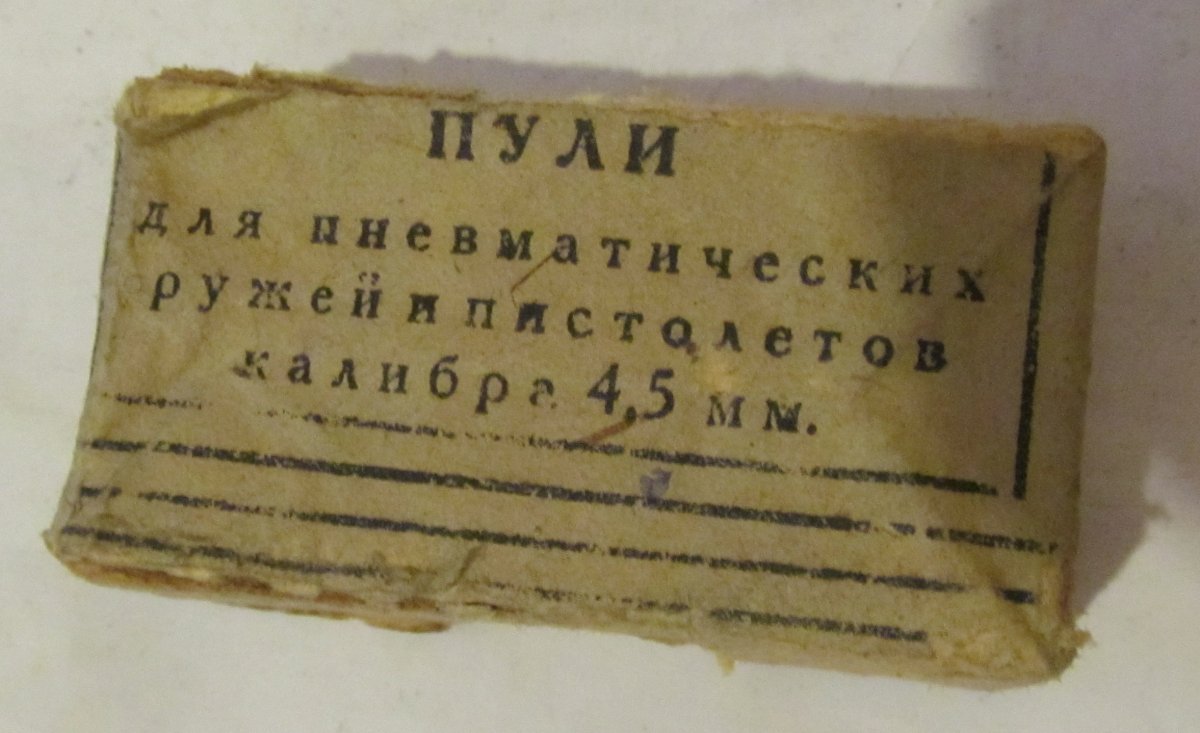 ПУЛИ
для пневматических
ружей и пистолетов
калибра 4,5 мм.